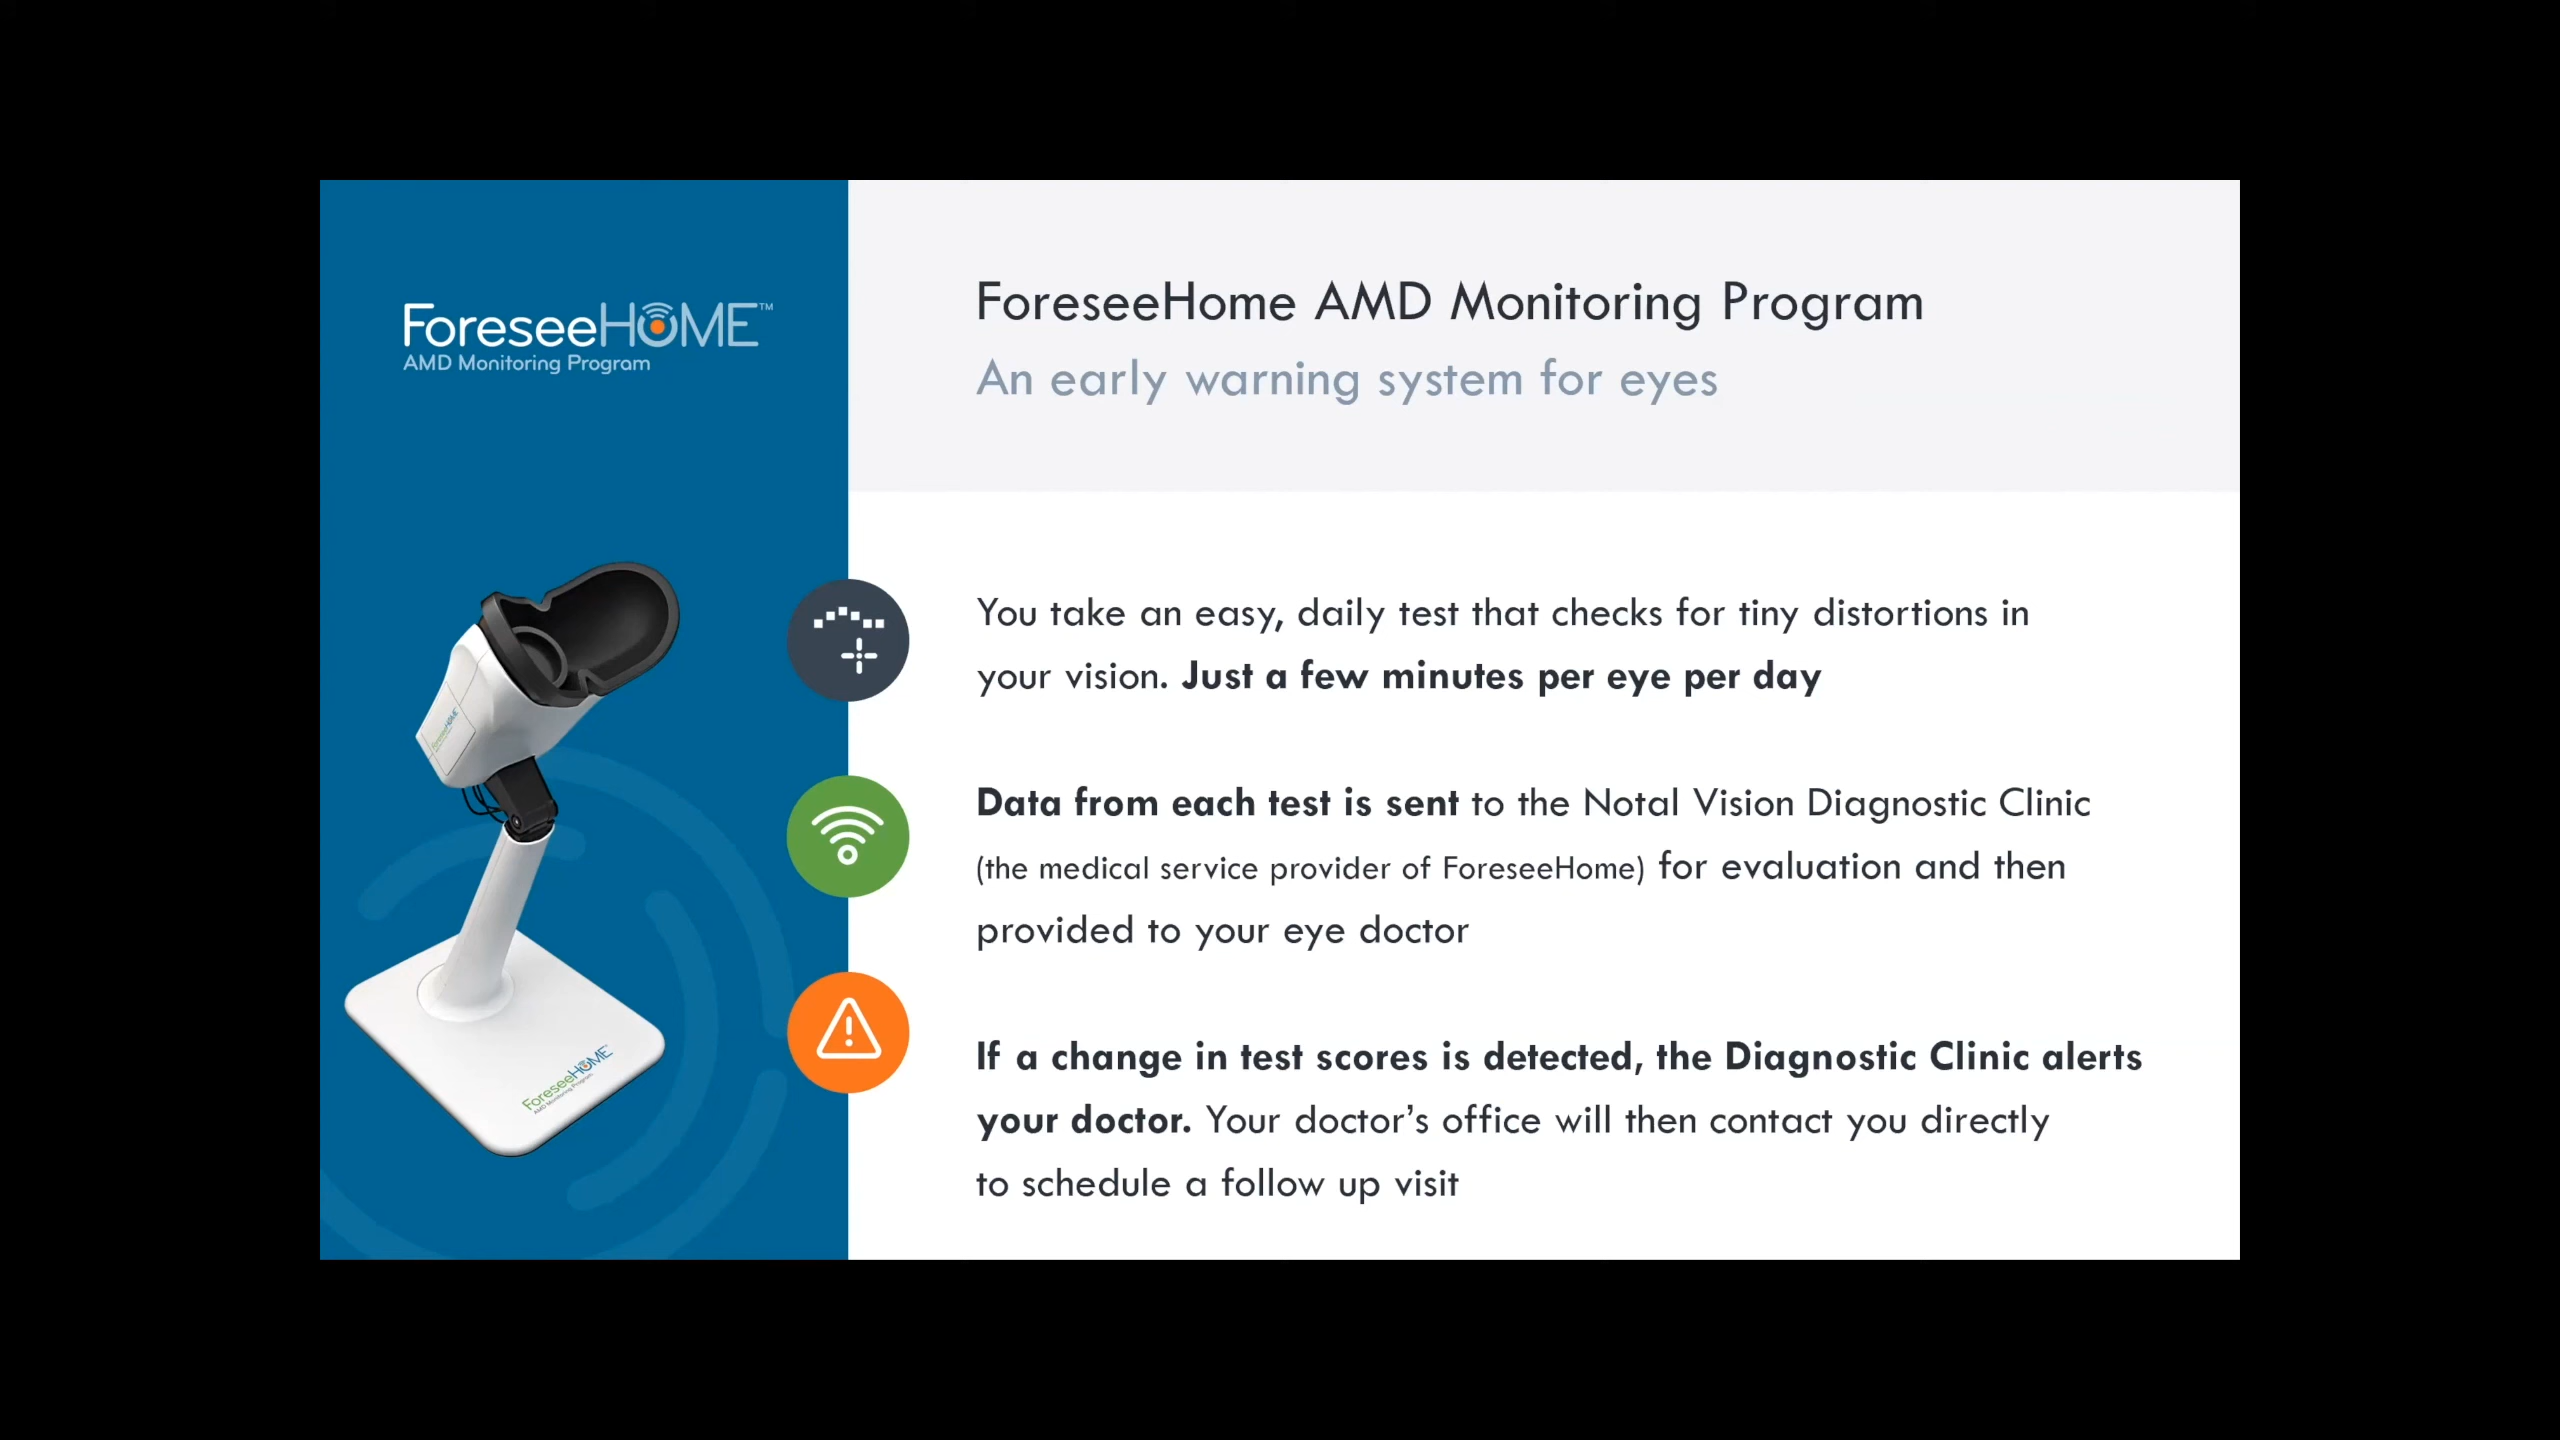 ForeseeHOME™
AMD Monitoring Program
ForeseeHome AMD Monitoring Program
An early warning system for eyes
You take an easy, daily test that checks for tiny distortions in
your vision. Just a few minutes per eye per day
Data from each test is sent to the Notal Vision Diagnostic Clinic
(the medical service provider of ForeseeHome) for evaluation and then
provided to your eye doctor
If a change in test scores is detected, the Diagnostic Clinic alerts
your doctor. Your doctor’s office will then contact you directly
to schedule a follow up visit
ForeseeHOME
ForeseeHOME™
AMD Monitoring Program